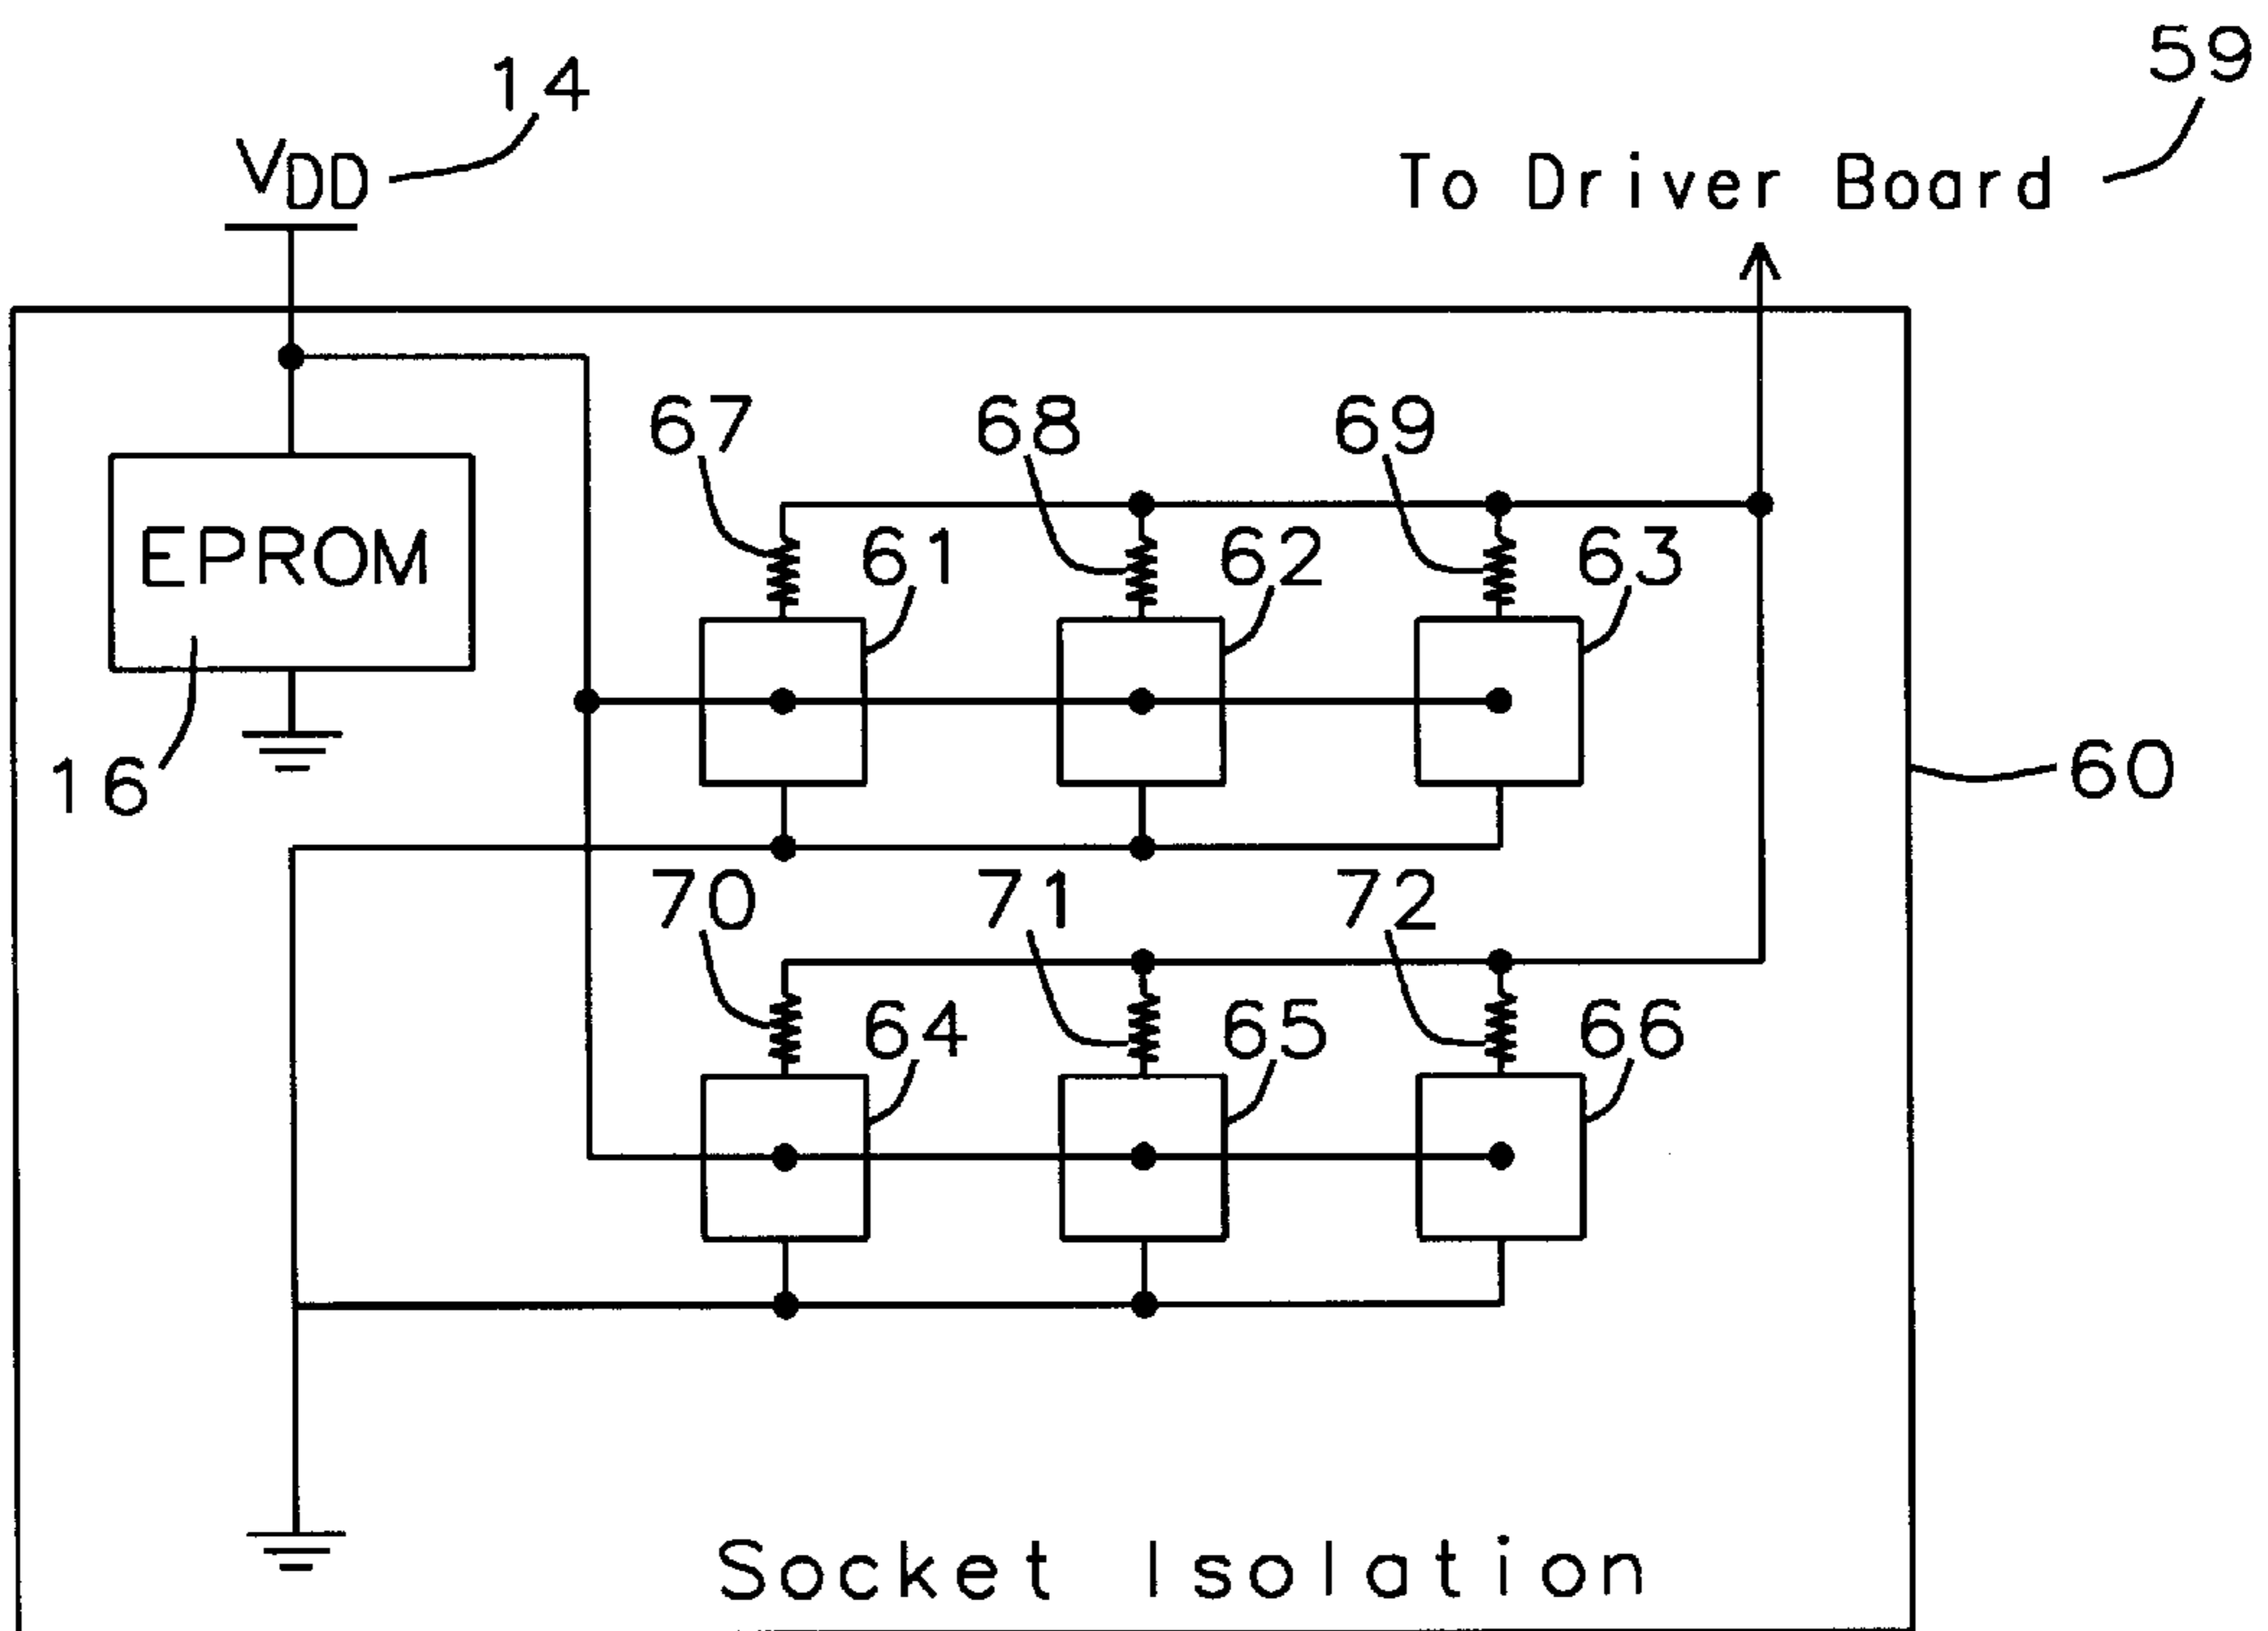 59
14
VDD
To Driver Board
67 68 69
61 62 63
EPROM
16
60
70 71 72
64 65 66
Socket Isolation